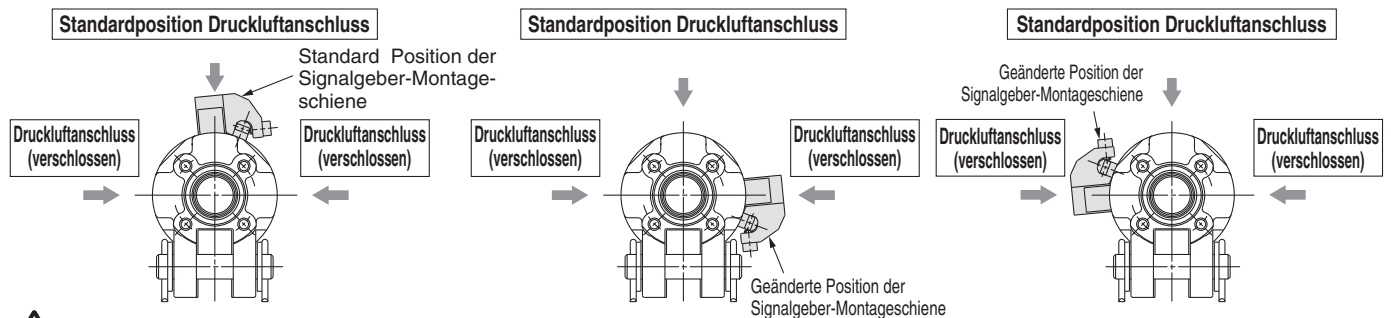 Standardposition Druckluftanschluss
Standard Position der
Signalgeber-Montage-
schiene
Druckluftanschluss
(verschlossen)
Druckluftanschluss
(verschlossen)
Standardposition Druckluftanschluss
Druckluftanschluss
(verschlossen)
Druckluftanschluss
(verschlossen)
Geänderte Position der
Signalgeber-Montageschiene
Standardposition Druckluftanschluss
Geänderte Position der
Signalgeber-Montageschiene
Druckluftanschluss
(verschlossen)
Druckluftanschluss
(verschlossen)